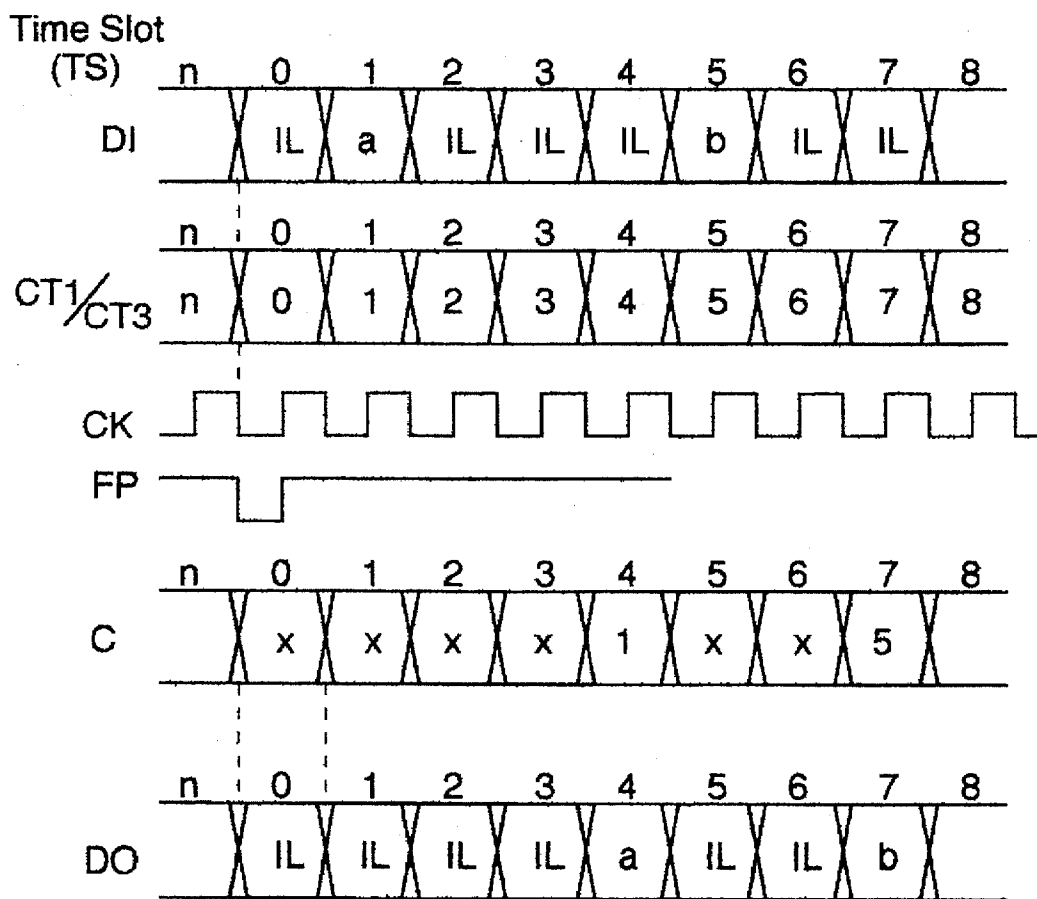 Time Slot
(TS) n 0 1 2 3 4 5 6 7 8
DI IL a IL IL IL b IL IL
n 0 1 2 3 4 5 6 7 8
CT1/CT3 n 0 1 2 3 4 5 6 7 8
CK
FP
n 0 1 2 3 4 5 6 7 8
C x x x x 1 x x 5
n 0 1 2 3 4 5 6 7 8
DO IL IL IL IL a IL IL b